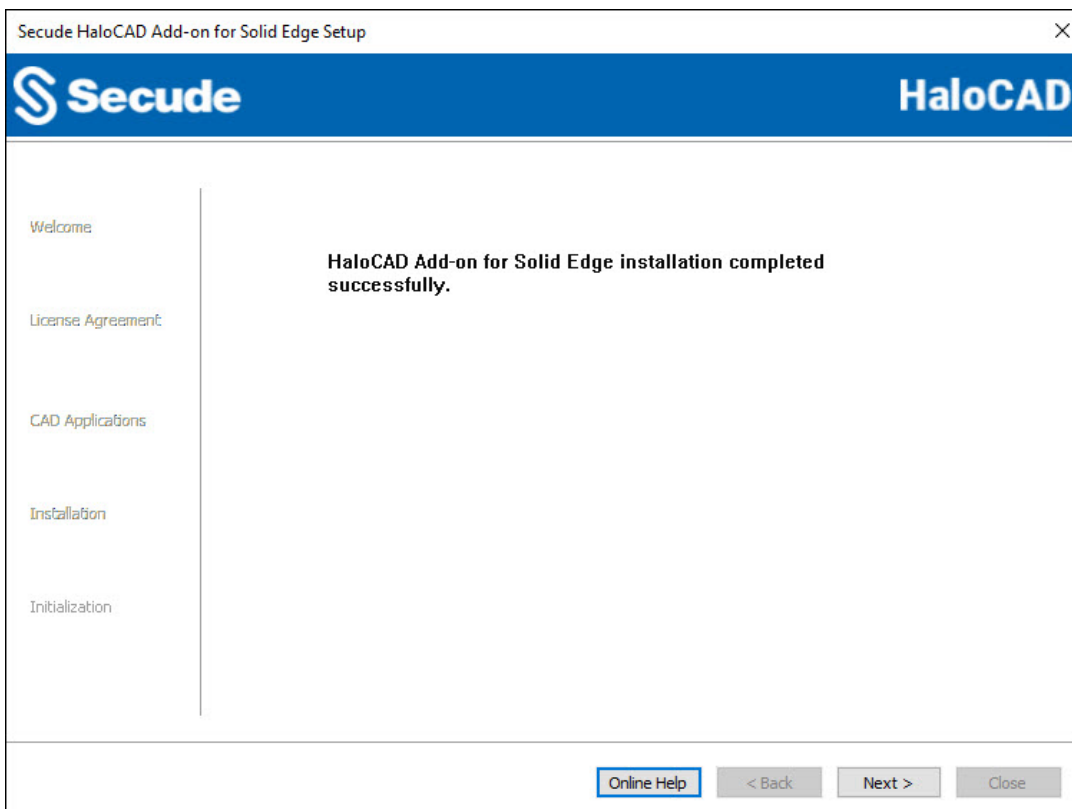 Secude HaloCAD Add-on for Solid Edge Setup
Secude
HaloCAD
Welcome
License Agreement
CAD Applications
Installation
Initialization
HaloCAD Add-on for Solid Edge installation completed
successfully.
Online Help
< Back
Next >
Close